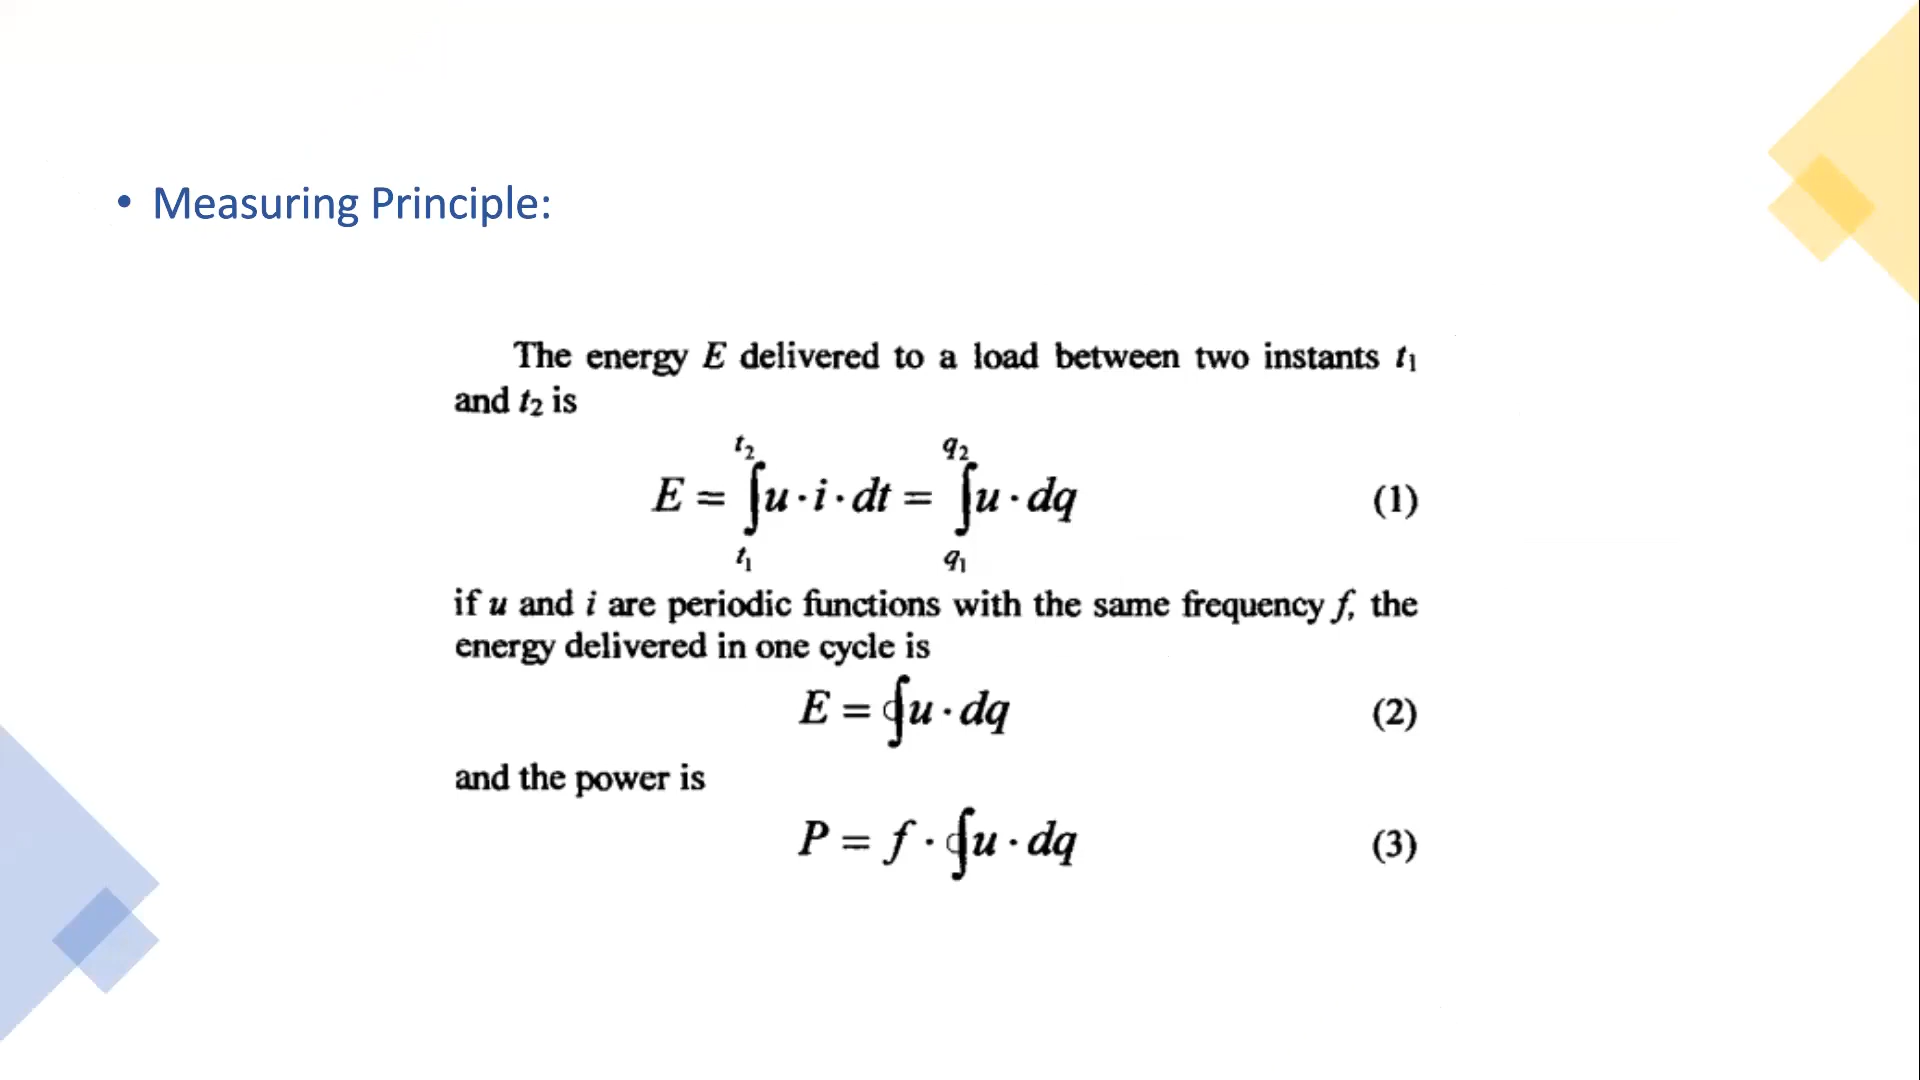 • Measuring Principle:
The energy E delivered to a load between two instants t₁
and t₂ is
E = ∫_{t₁}^{t₂} u · i · dt = ∫_{q₁}^{q₂} u · dq (1)
if u and i are periodic functions with the same frequency f, the
energy delivered in one cycle is
E = ∮u · dq (2)
and the power is
P = f · ∮u · dq (3)